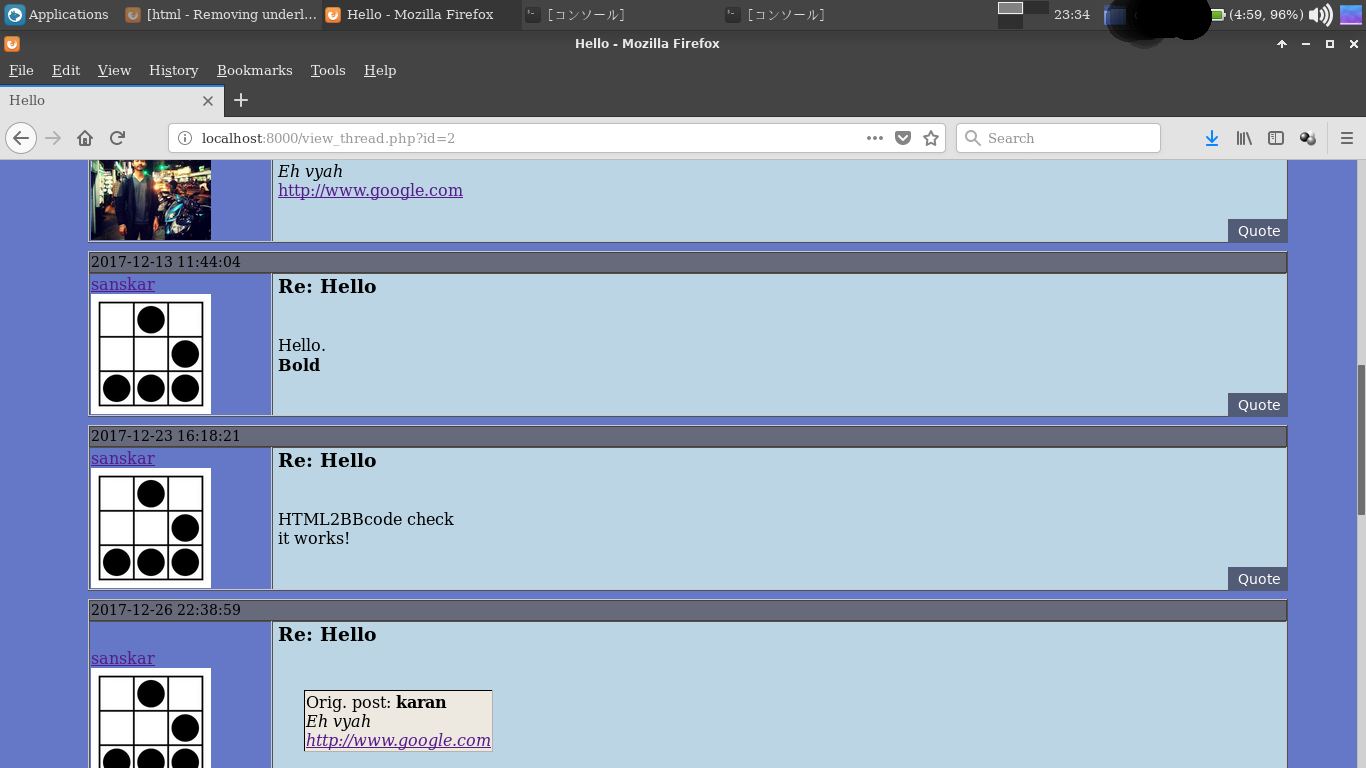 Applications [html - Removing underl... Hello - Mozilla Firefox [コンソール] [コンソール] 23:34 (4:59, 96%)
Hello - Mozilla Firefox
File Edit View History Bookmarks Tools Help
Hello
localhost:8000/view_thread.php?id=2 Search
Eh vyah
http://www.google.com
Quote
2017-12-13 11:44:04
sanskar Re: Hello
Hello.
Bold
Quote
2017-12-23 16:18:21
sanskar Re: Hello
HTML2BBcode check
it works!
Quote
2017-12-26 22:38:59
Re: Hello
sanskar
Orig. post: karan
Eh vyah
http://www.google.com